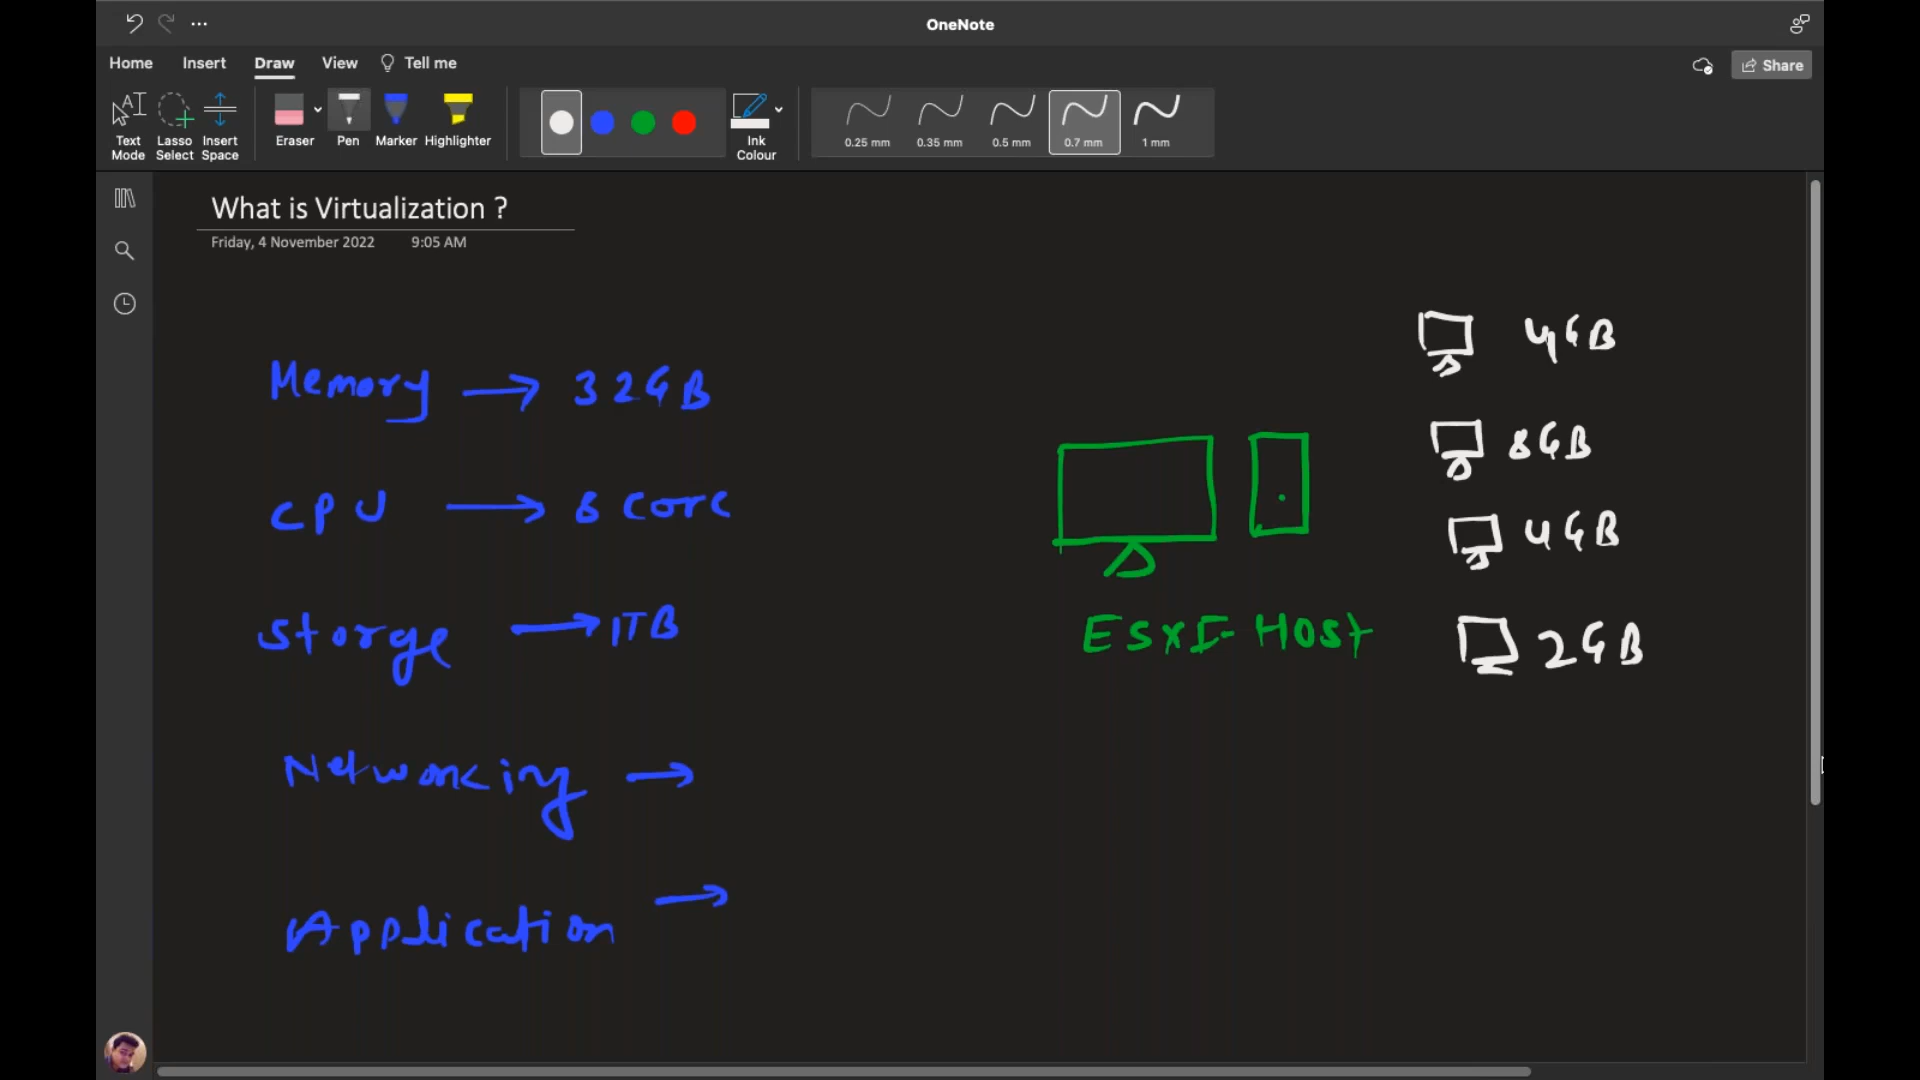 OneNote
Home Insert Draw View Tell me
Share
Text Mode
Lasso Select
Insert Space
Eraser
Pen
Marker
Highlighter
Ink Colour
0.25 mm
0.35 mm
0.5 mm
0.7 mm
1 mm
What is Virtualization ?
Friday, 4 November 2022 9:05 AM
Memory → 32GB
CPU → 8 Core
Storge → 1TB
Networking →
Application →
ESXI- HOST
4GB
8GB
4GB
2GB